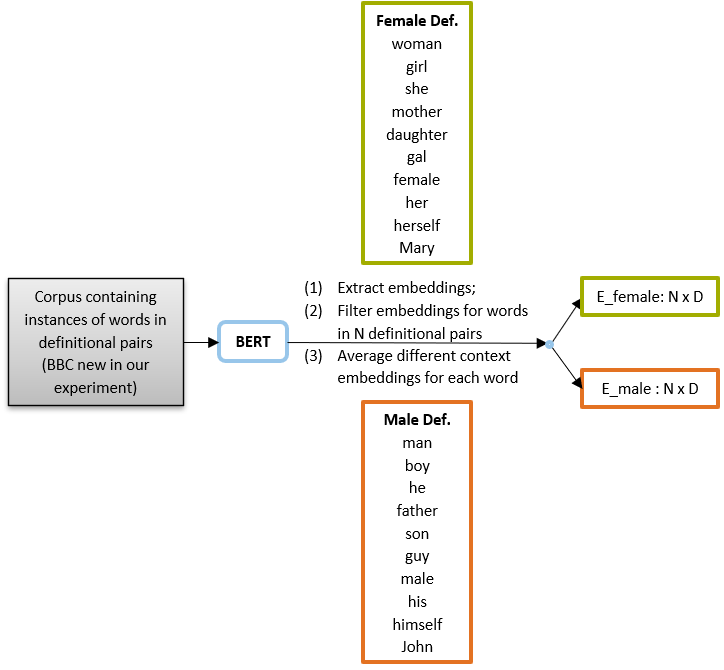 Female Def.
woman
girl
she
mother
daughter
gal
female
her
herself
Mary
Corpus containing
instances of words in
definitional pairs
(BBC new in our
experiment)
BERT
(1) Extract embeddings;
(2) Filter embeddings for words
in N definitional pairs
(3) Average different context
embeddings for each word
E_female: N x D
E_male : N x D
Male Def.
man
boy
he
father
son
guy
male
his
himself
John